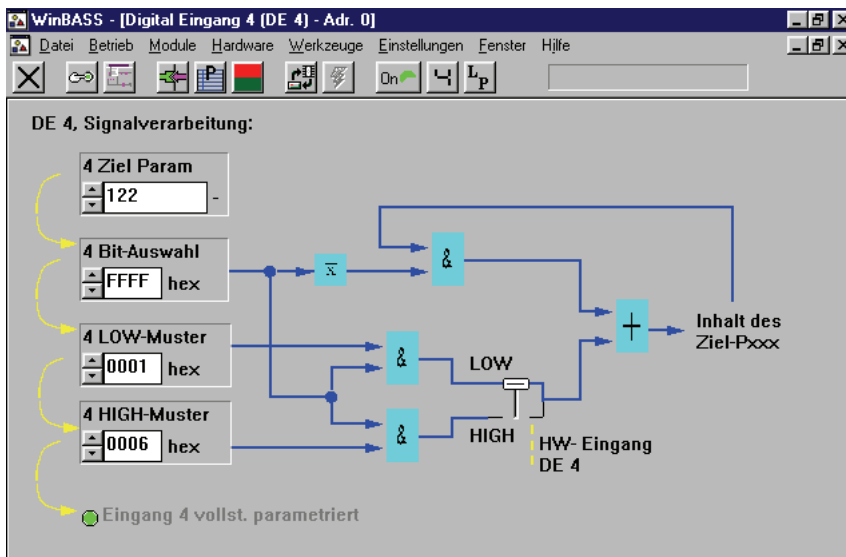 WinBASS - [Digital Eingang 4 (DE 4) - Adr. 0]
Datei Betrieb Module Hardware Werkzeuge Einstellungen Fenster Hilfe
P On LP
DE 4, Signalverarbeitung:
4 Ziel Param
122 -
4 Bit-Auswahl
FFFF hex
x̅
&
4 LOW-Muster
0001 hex
&
LOW
+
Inhalt des
Ziel-Pxxx
4 HIGH-Muster
0006 hex
&
HIGH
HW- Eingang
DE 4
Eingang 4 vollst. parametriert